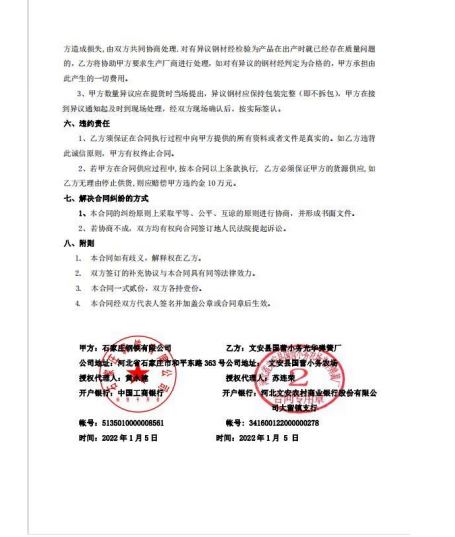 方造成损失,由双方共同协商处理.对有异议钢材经检验为产品在出产时就已经存在质量问题
的,乙方将协助甲方要求生产厂商进行处理,如对有异议的钢材经判定为合格的,甲方承担由
此产生的一切费用。
3、甲方数量异议应在提货时当场提出,异议钢材应保持包装完整（即不拆包）,甲方在接
到异议通知起及时到现场处理,经双方现场确认后,按实际签认。
六、违约责任
1、乙方须保证在合同执行过程中向甲方提供的所有资料或者文件是真实的。如乙方违背
此诚信原则,甲方有权终止合同。
2、若甲方在合同供应过程中,按本合同以上条款执行, 乙方必须保证甲方的货源供应,如
乙方无理由停止供货,则应赔偿甲方违约金 10 万元。
七、解决合同纠纷的方式
1、本合同的纠纷原则上采取平等、公平、互谅的原则进行协商,并形成书面文件。
2、若协商不成,双方均有权向合同签订地人民法院提起诉讼。
八、附则
1. 本合同如有歧义,解释权在乙方。
2. 双方签订的补充协议与本合同具有同等法律效力。
3. 本合同一式贰份,双方各持壹份。
4. 本合同经双方代表人签名并加盖公章或合同章后生效。
甲方：石家庄钢铁有限公司 乙方：文安县国营小务光华弹簧厂
公司地址：河北省石家庄市和平东路 363 号 公司地址： 文安县国营小务农场
授权代理人： 授权代理人：苏连荣
开户银行：中国工商银行 开户银行：河北文安农村商业银行股份有限公
司大留镇支行
帐号：5135010000008561 帐号：341600122000000278
时间：2022 年 1 月 5 日 时间：2022 年 1 月 5 日
2
合同专用章